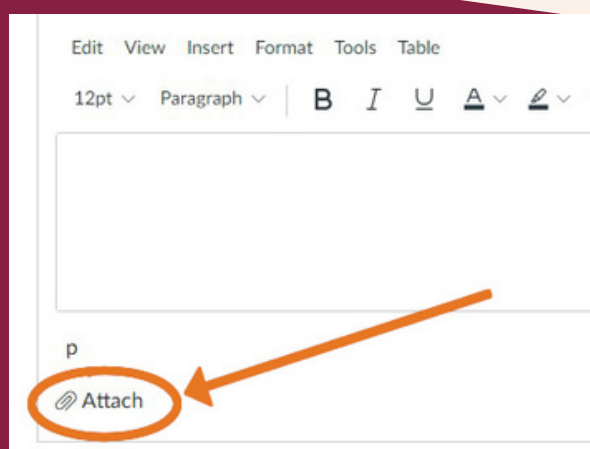 Edit View Insert Format Tools Table
12pt Paragraph B I U A
p
Attach